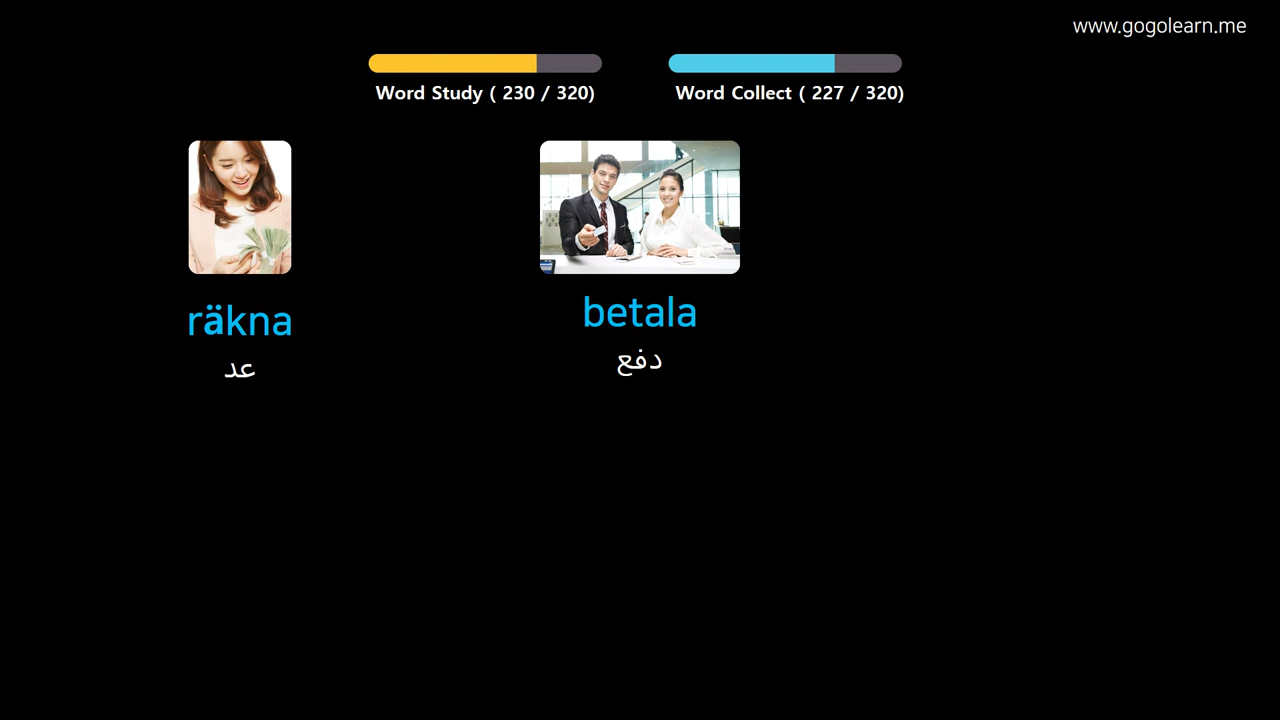 www.gogolearn.me
Word Study ( 230 / 320)
Word Collect ( 227 / 320)
räkna
عد
betala
دفع